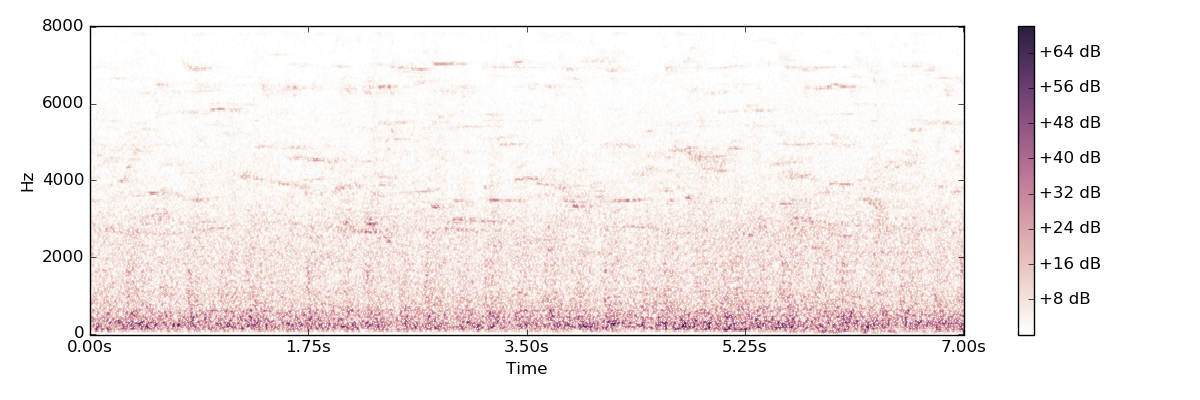 8000
6000
4000
2000
0
Hz
0.00s 1.75s 3.50s 5.25s 7.00s
Time
+64 dB
+56 dB
+48 dB
+40 dB
+32 dB
+24 dB
+16 dB
+8 dB